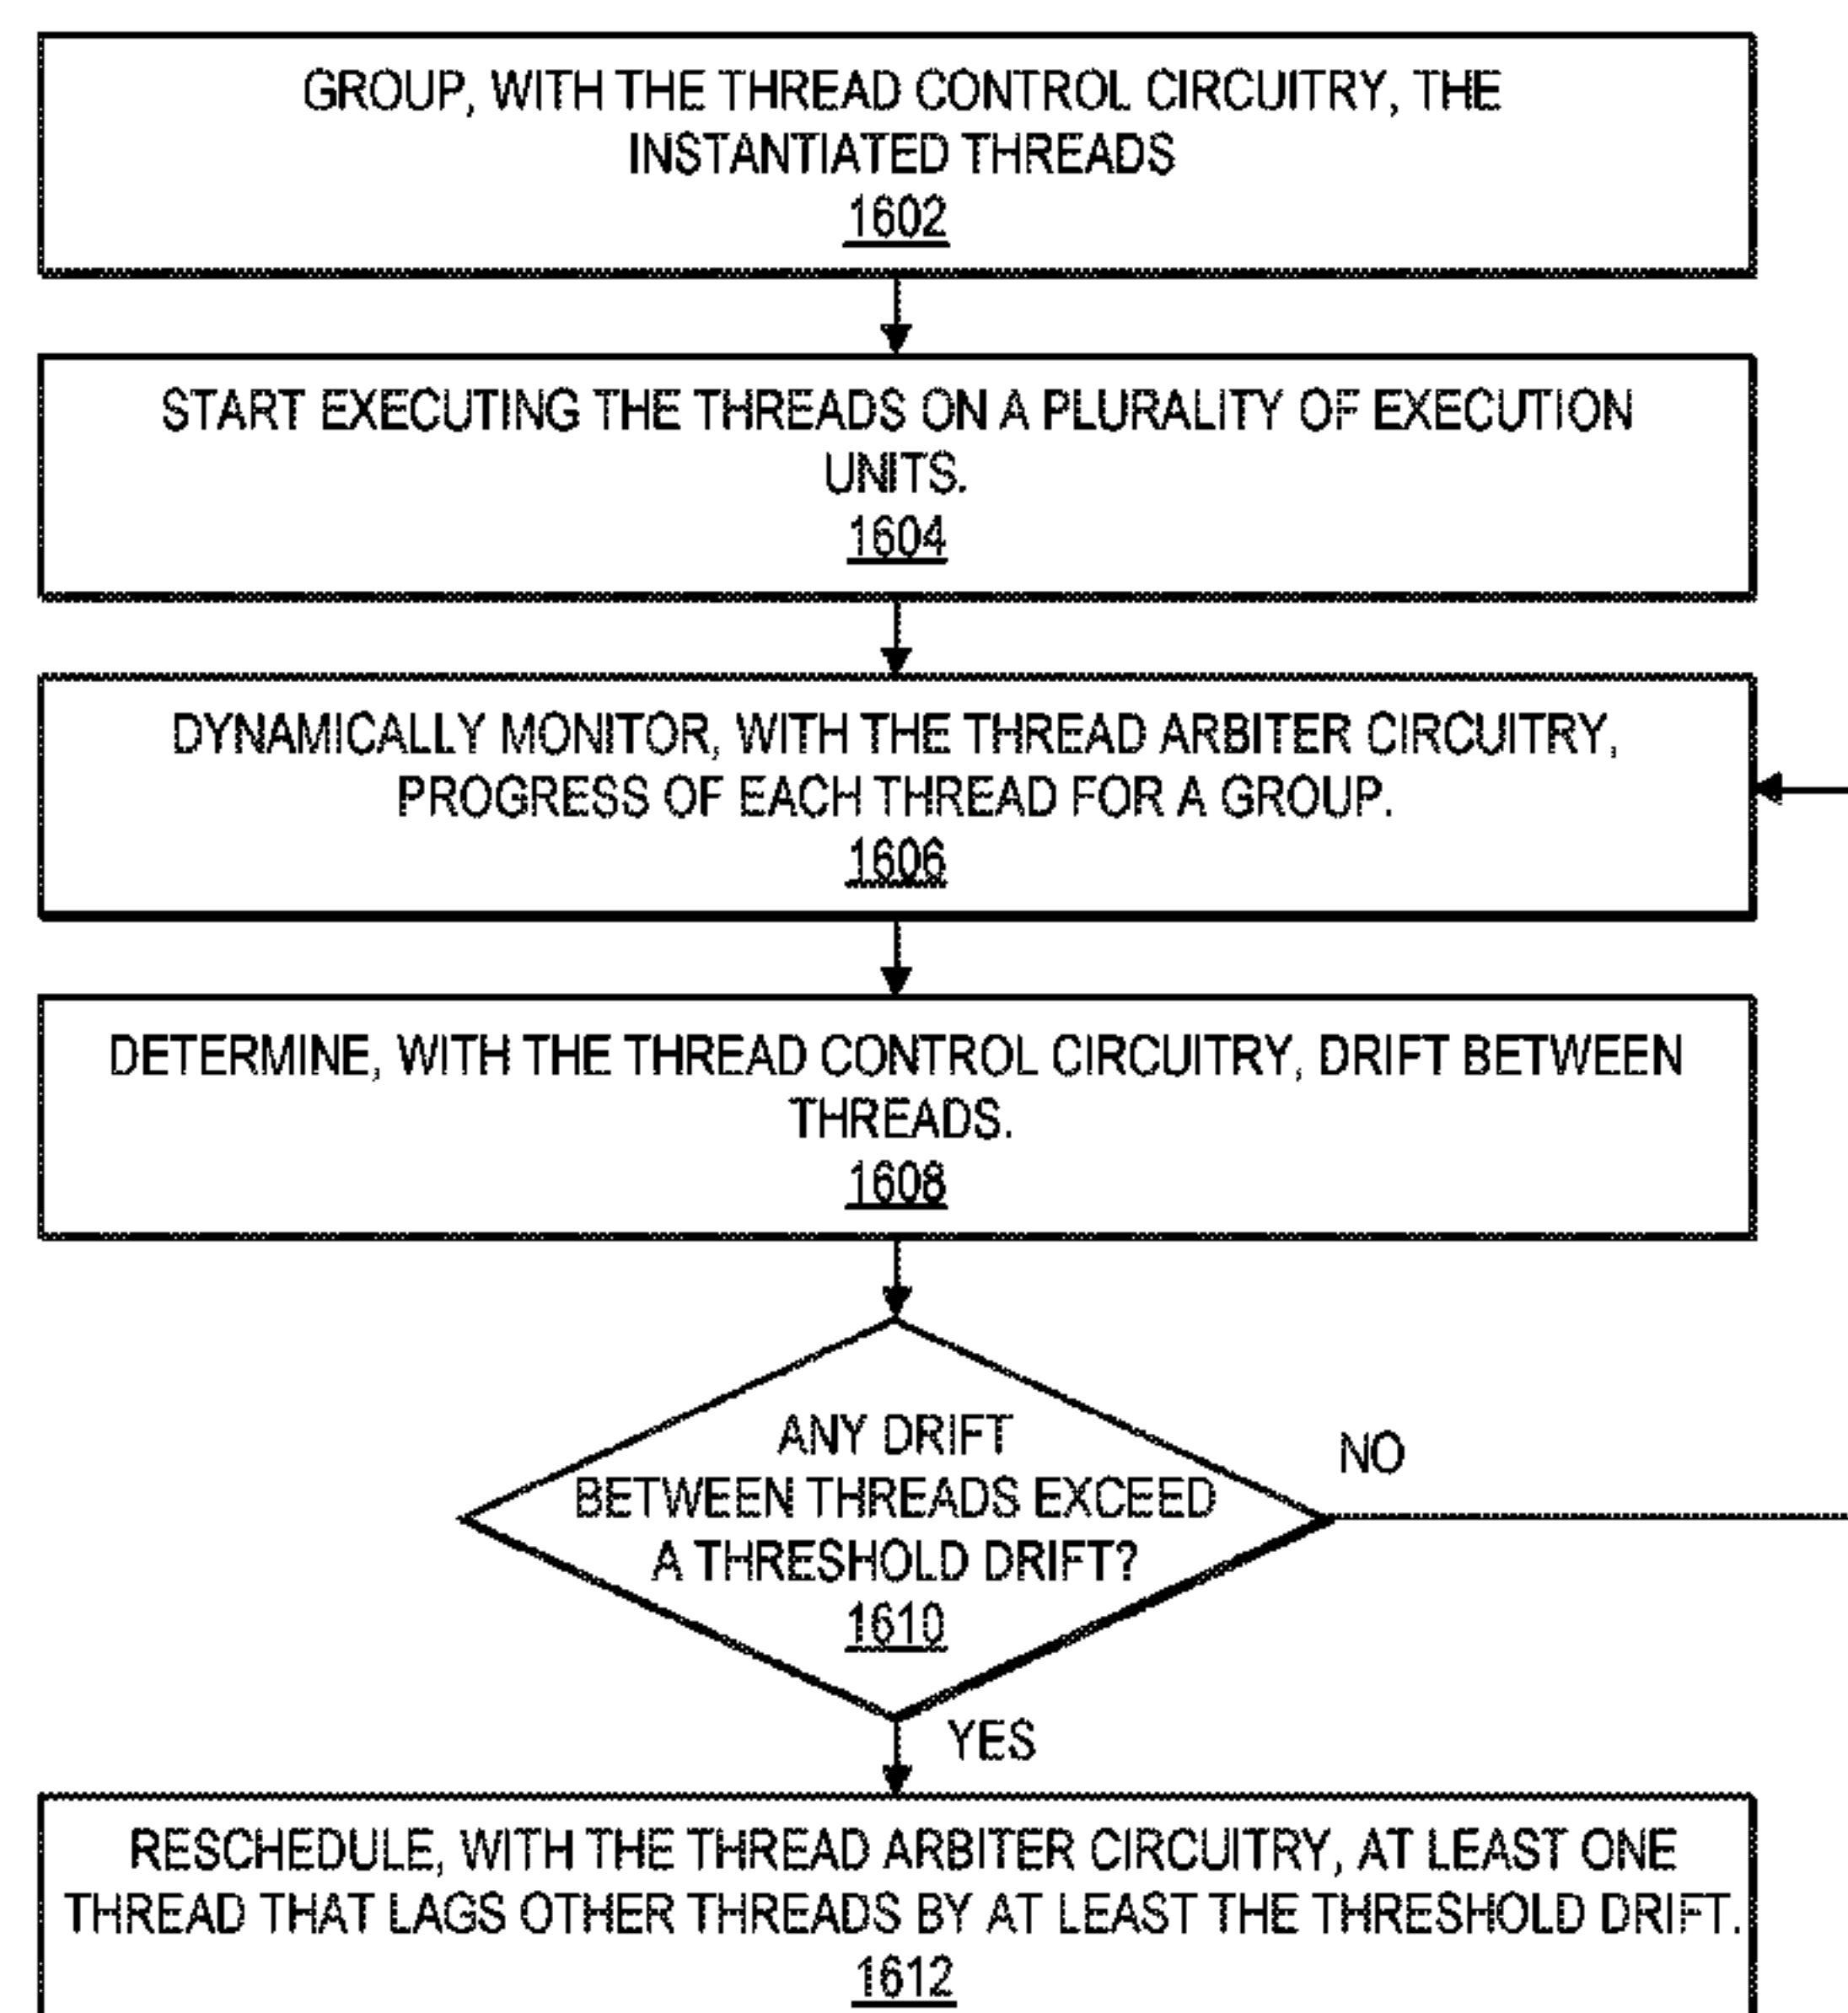 GROUP, WITH THE THREAD CONTROL CIRCUITRY, THE
INSTANTIATED THREADS
1602
START EXECUTING THE THREADS ON A PLURALITY OF EXECUTION
UNITS.
1604
DYNAMICALLY MONITOR, WITH THE THREAD ARBITER CIRCUITRY,
PROGRESS OF EACH THREAD FOR A GROUP.
1606
DETERMINE, WITH THE THREAD CONTROL CIRCUITRY, DRIFT BETWEEN
THREADS.
1608
ANY DRIFT
BETWEEN THREADS EXCEED
A THRESHOLD DRIFT?
1610
NO
YES
RESCHEDULE, WITH THE THREAD ARBITER CIRCUITRY, AT LEAST ONE
THREAD THAT LAGS OTHER THREADS BY AT LEAST THE THRESHOLD DRIFT.
1612